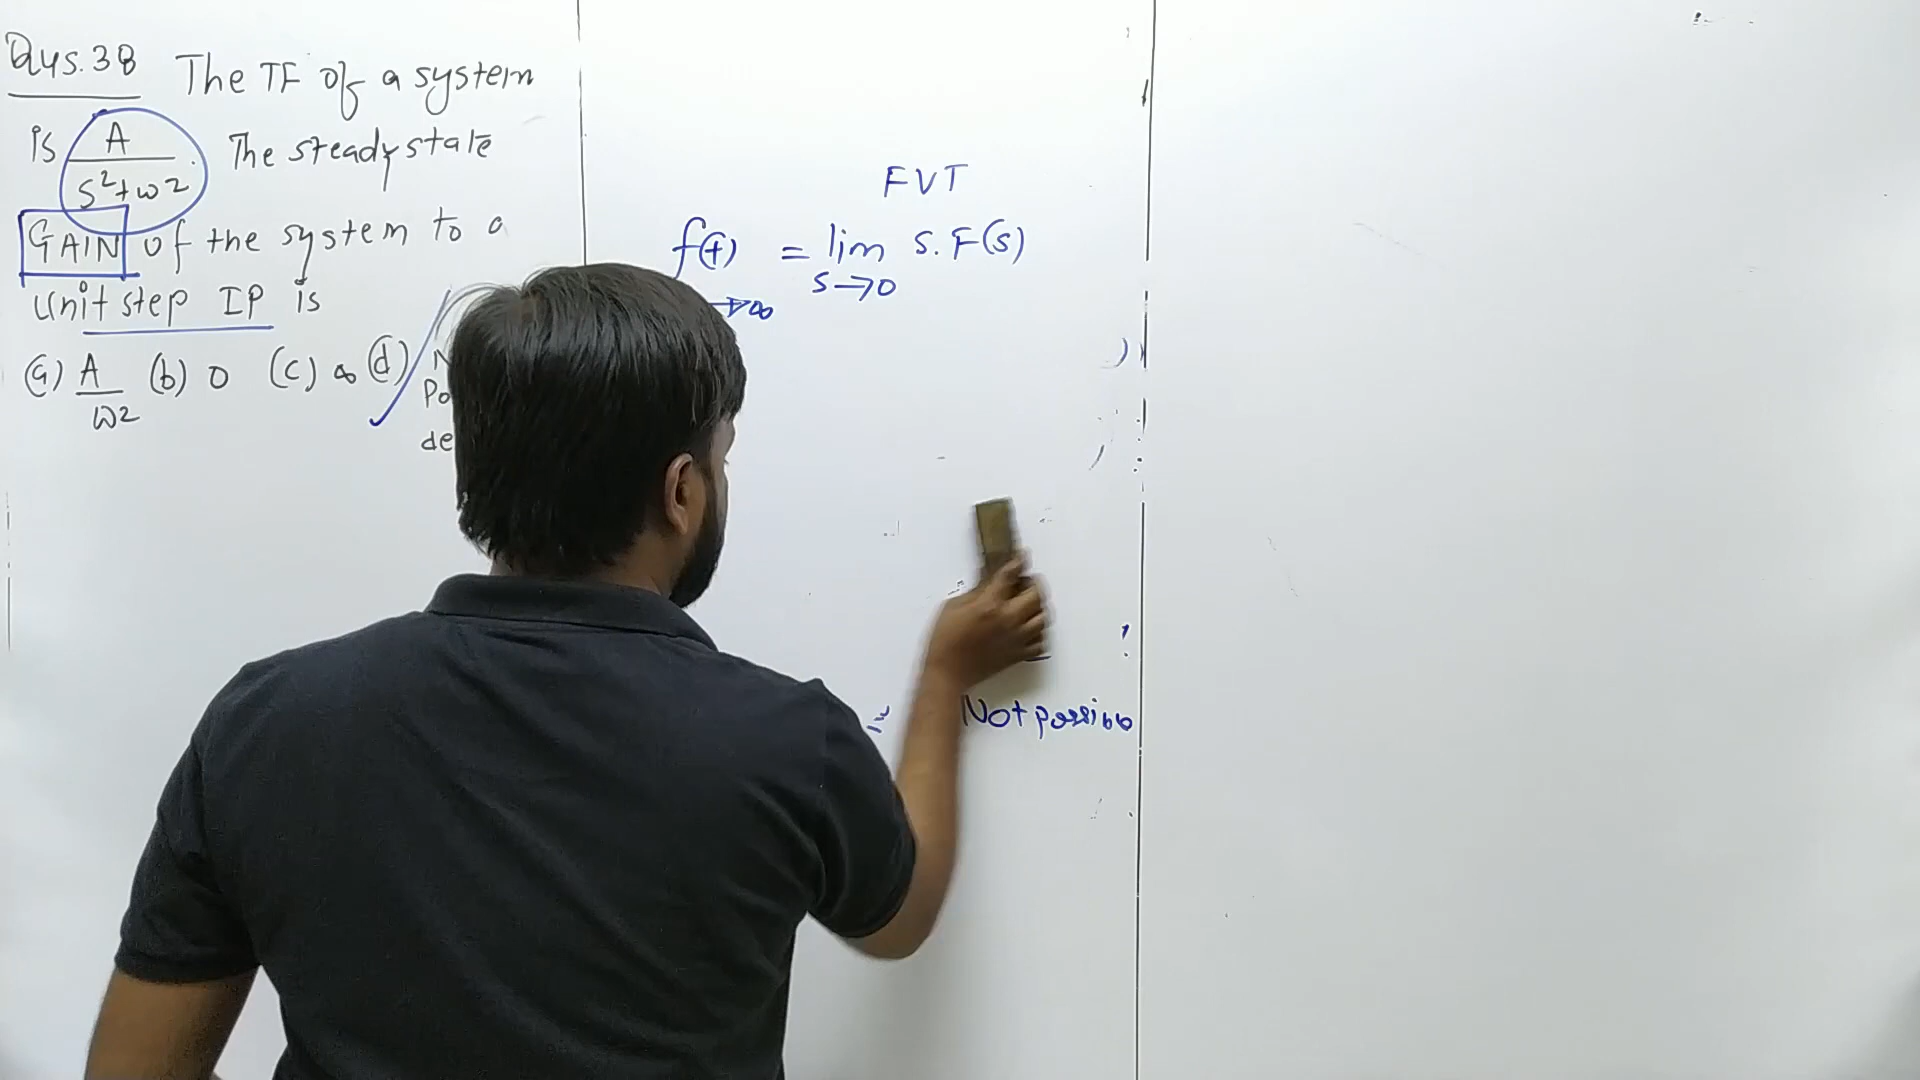 Qus.38 The TF of a system
is A/(s²+ω2). The steady state
GAIN of the system to a
unit step IP is
(a) A/ω2 (b) 0 (c) ∞ (d)
FVT
f(t) = lim s.F(s)
s→0
→∞
= Not possible